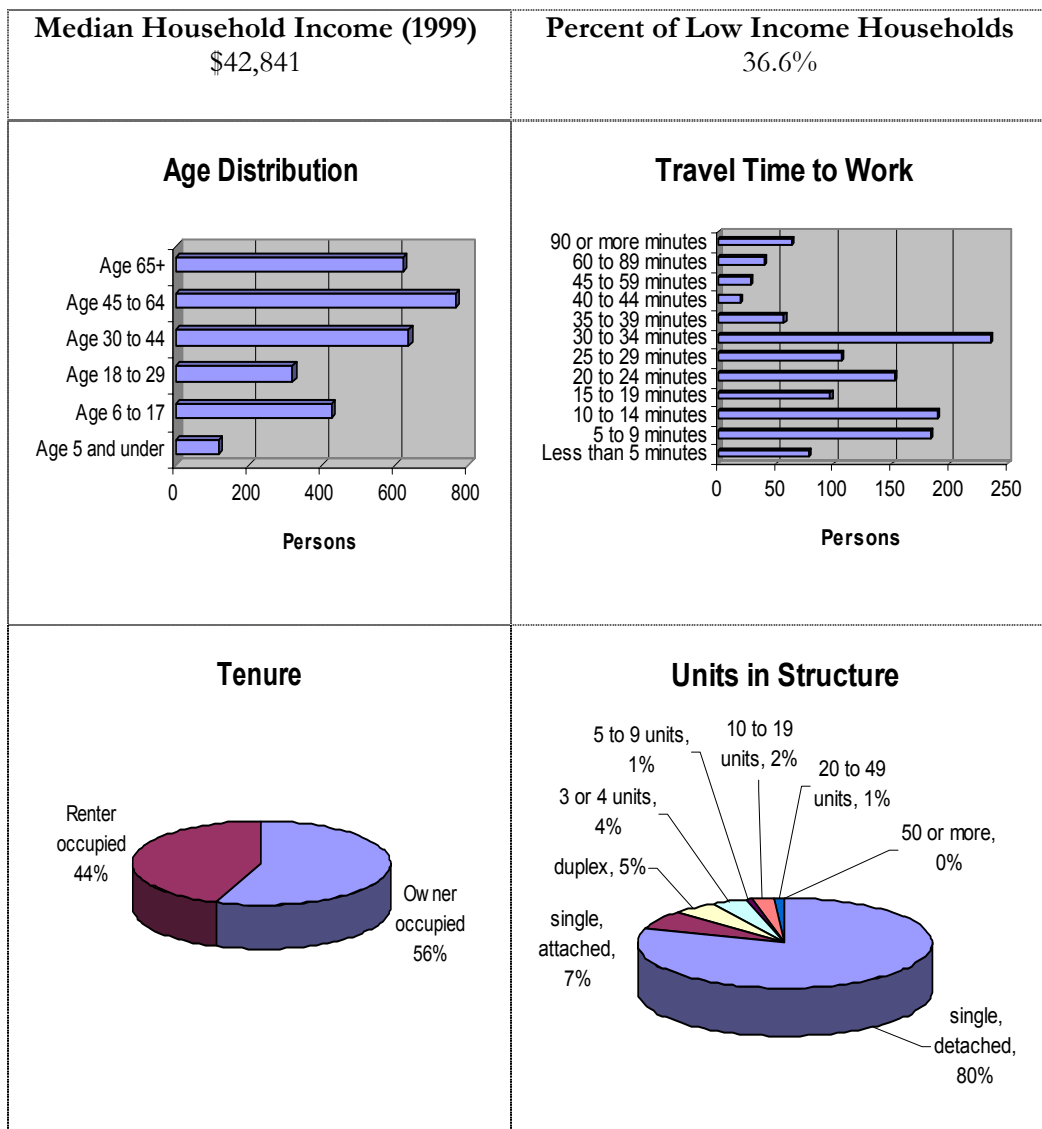 Median Household Income (1999)
$42,841
Percent of Low Income Households
36.6%
Age Distribution
Age 65+
Age 45 to 64
Age 30 to 44
Age 18 to 29
Age 6 to 17
Age 5 and under
0 200 400 600 800
Persons
Travel Time to Work
90 or more minutes
60 to 89 minutes
45 to 59 minutes
40 to 44 minutes
35 to 39 minutes
30 to 34 minutes
25 to 29 minutes
20 to 24 minutes
15 to 19 minutes
10 to 14 minutes
5 to 9 minutes
Less than 5 minutes
0 50 100 150 200 250
Persons
Tenure
Renter
occupied
44%
Owner
occupied
56%
Units in Structure
5 to 9 units,
1%
10 to 19
units, 2%
20 to 49
units, 1%
3 or 4 units,
4%
50 or more,
0%
duplex, 5%
single,
attached,
7%
single,
detached,
80%